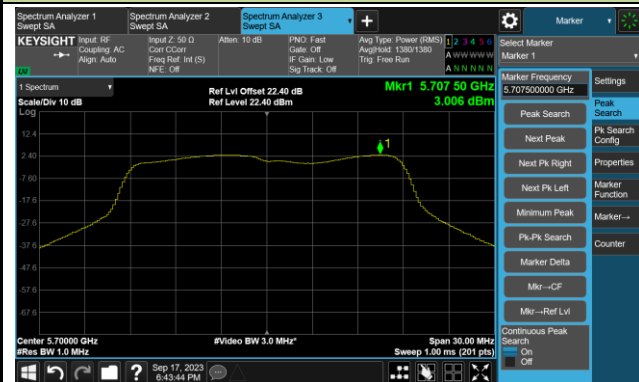 Spectrum Analyzer 1
Swept SA
Spectrum Analyzer 2
Swept SA
Spectrum Analyzer 3
Swept SA
+
Marker
KEYSIGHT
Input: RF
Coupling: AC
Align: Auto
Input Z: 50 Ω
Corr CCorr
Freq Ref: Int (S)
NFE: Off
Atten: 10 dB
PNO: Fast
Gate: Off
IF Gain: Low
Sig Track: Off
Avg Type: Power (RMS)
Avg|Hold: 1380/1380
Trig: Free Run
1 2 3 4 5 6
A W W W W W
A N N N N N
LXI
Select Marker
Marker 1
1 Spectrum
Scale/Div 10 dB
Log
Ref Lvl Offset 22.40 dB
Ref Level 22.40 dBm
Mkr1 5.707 50 GHz
3.006 dBm
1
12.4
2.40
-7.60
-17.6
-27.6
-37.6
-47.6
-57.6
-67.6
Center 5.70000 GHz
#Res BW 1.0 MHz
#Video BW 3.0 MHz*
Span 30.00 MHz
Sweep 1.00 ms (201 pts)
Marker Frequency
5.707500000 GHz
Peak Search
Next Peak
Next Pk Right
Next Pk Left
Minimum Peak
Pk-Pk Search
Marker Delta
Mkr→CF
Mkr→Ref Lvl
Continuous Peak
Search
On
Off
Settings
Peak
Search
Pk Search
Config
Properties
Marker
Function
Marker→
Counter
?
Sep 17, 2023
6:43:44 PM